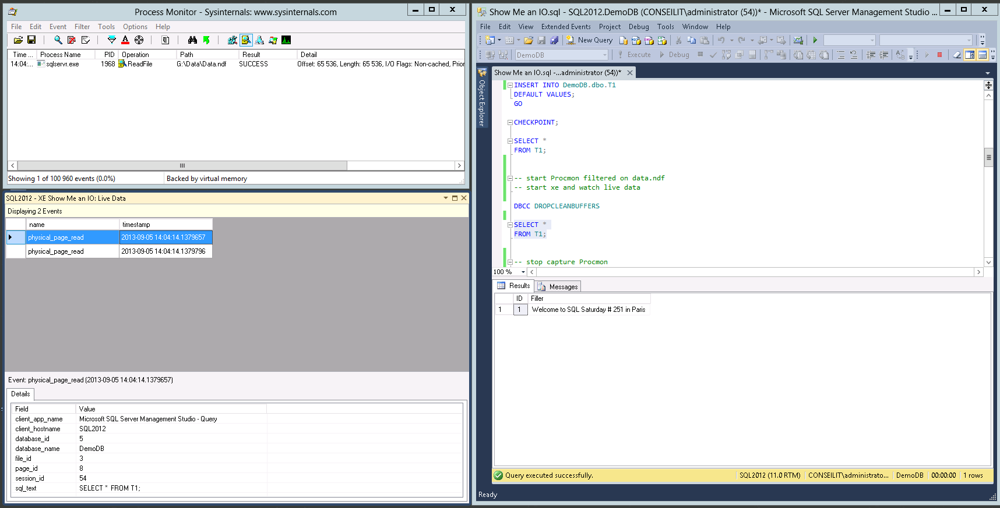 Process Monitor - Sysinternals: www.sysinternals.com
File Edit Event Filter Tools Options Help
Time ... Process Name PID Operation Path Result Detail
14:04:... sqlservr.exe 1968 ReadFile G:\Data\Data.ndf SUCCESS Offset: 65 536, Length: 65 536, I/O Flags: Non-cached, Prior
Showing 1 of 100 960 events (0.0%) Backed by virtual memory
SQL2012 - XE Show Me an IO: Live Data
Displaying 2 Events
name timestamp
physical_page_read 2013-09-05 14:04:14.1379657
physical_page_read 2013-09-05 14:04:14.1379796
Event: physical_page_read (2013-09-05 14:04:14.1379657)
Details
Field Value
client_app_name Microsoft SQL Server Management Studio - Query
client_hostname SQL2012
database_id 5
database_name DemoDB
file_id 3
page_id 8
session_id 54
sql_text SELECT * FROM T1;
Show Me an IO.sql - SQL2012.DemoDB (CONSEILIT\administrator (54))* - Microsoft SQL Server Management Studio ...
File Edit View Extended Events Project Debug Tools Window Help
New Query
DemoDB Execute Debug
Object Explorer
Show Me an IO.sql -...administrator (54))*
INSERT INTO DemoDB.dbo.T1
DEFAULT VALUES;
GO
CHECKPOINT;
SELECT *
FROM T1;
-- start Procmon filtered on data.ndf
-- start xe and watch live data
DBCC DROPCLEANBUFFERS
SELECT *
FROM T1;
-- stop capture Procmon
100 %
Results Messages
ID Filler
1 1 Welcome to SQL Saturday # 251 in Paris
Query executed successfully. SQL2012 (11.0 RTM) CONSEILIT\administrato... DemoDB 00:00:00 1 rows
Ready